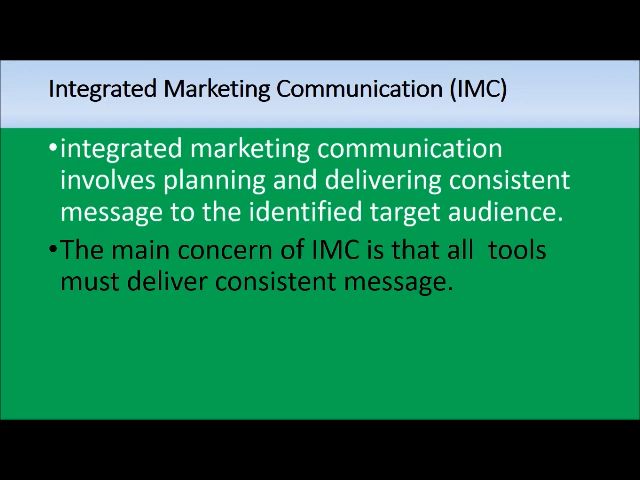 Integrated Marketing Communication (IMC)
•integrated marketing communication
involves planning and delivering consistent
message to the identified target audience.
•The main concern of IMC is that all  tools
must deliver consistent message.